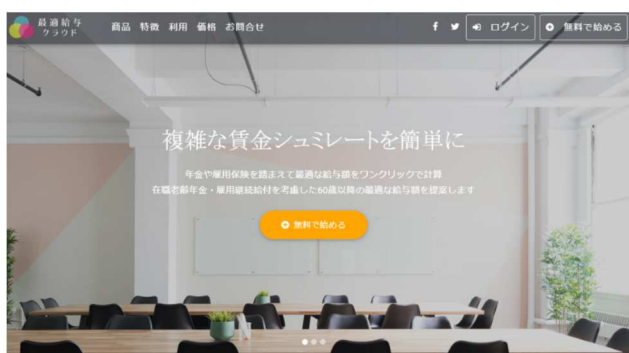 最適給与
クラウド
商品 特徴 利用 価格 お問合せ
ログイン
無料で始める
複雑な賃金シュミレートを簡単に
年金や雇用保険を踏まえて最適な給与額をワンクリックで計算
在職老齢年金・雇用継続給付を考慮した60歳以降の最適な給与額を提案します
無料で始める